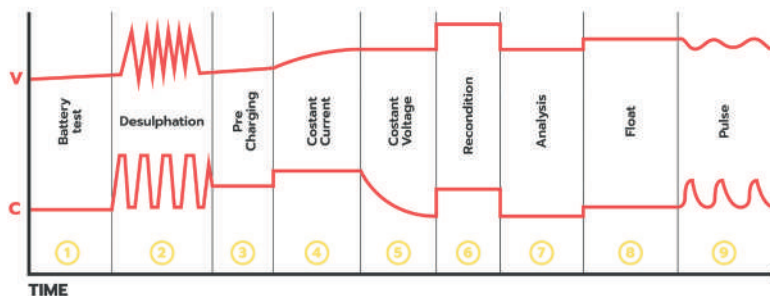 V
C
Battery
test
Desulphation
Pre
Charging
Costant
Current
Costant
Voltage
Recondition
Analysis
Float
Pulse
1
2
3
4
5
6
7
8
9
TIME